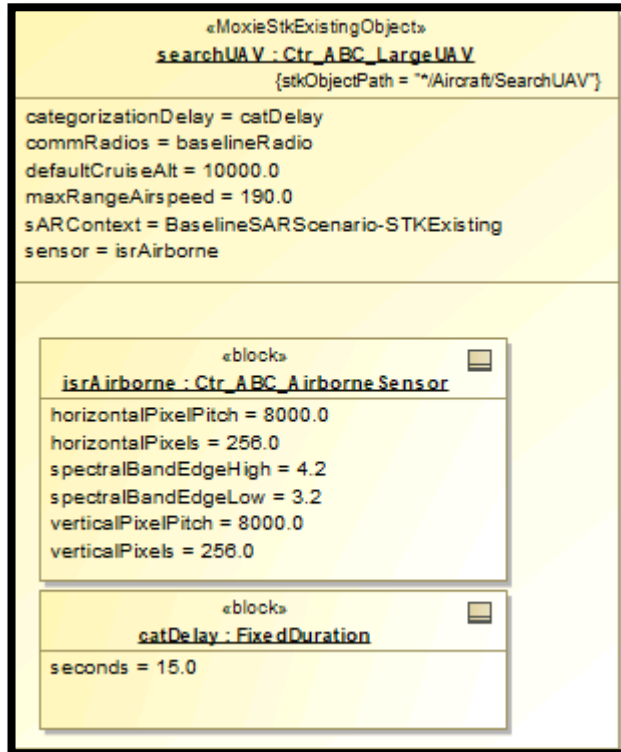 «MoxieStkExistingObject»
searchUAV : Ctr_ABC_LargeUAV
{stkObjectPath = "*/Aircraft/SearchUAV"}
categorizationDelay = catDelay
commRadios = baselineRadio
defaultCruiseAlt = 10000.0
maxRangeAirspeed = 190.0
sARContext = BaselineSARScenario-STKExisting
sensor = isrAirborne
«block»
isrAirborne : Ctr_ABC_AirborneSensor
horizontalPixelPitch = 8000.0
horizontalPixels = 256.0
spectralBandEdgeHigh = 4.2
spectralBandEdgeLow = 3.2
verticalPixelPitch = 8000.0
verticalPixels = 256.0
«block»
catDelay : FixedDuration
seconds = 15.0